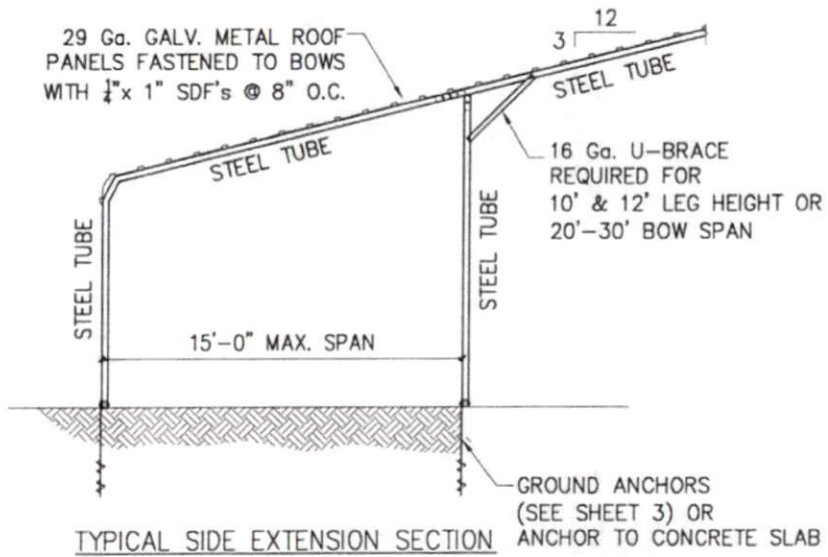 29 Ga. GALV. METAL ROOF
PANELS FASTENED TO BOWS
WITH ¼"x 1" SDF's @ 8" O.C.
12
3
STEEL TUBE
STEEL TUBE
16 Ga. U-BRACE
REQUIRED FOR
10' & 12' LEG HEIGHT OR
20'-30' BOW SPAN
STEEL TUBE
STEEL TUBE
15'-0" MAX. SPAN
GROUND ANCHORS
(SEE SHEET 3) OR
ANCHOR TO CONCRETE SLAB
TYPICAL SIDE EXTENSION SECTION